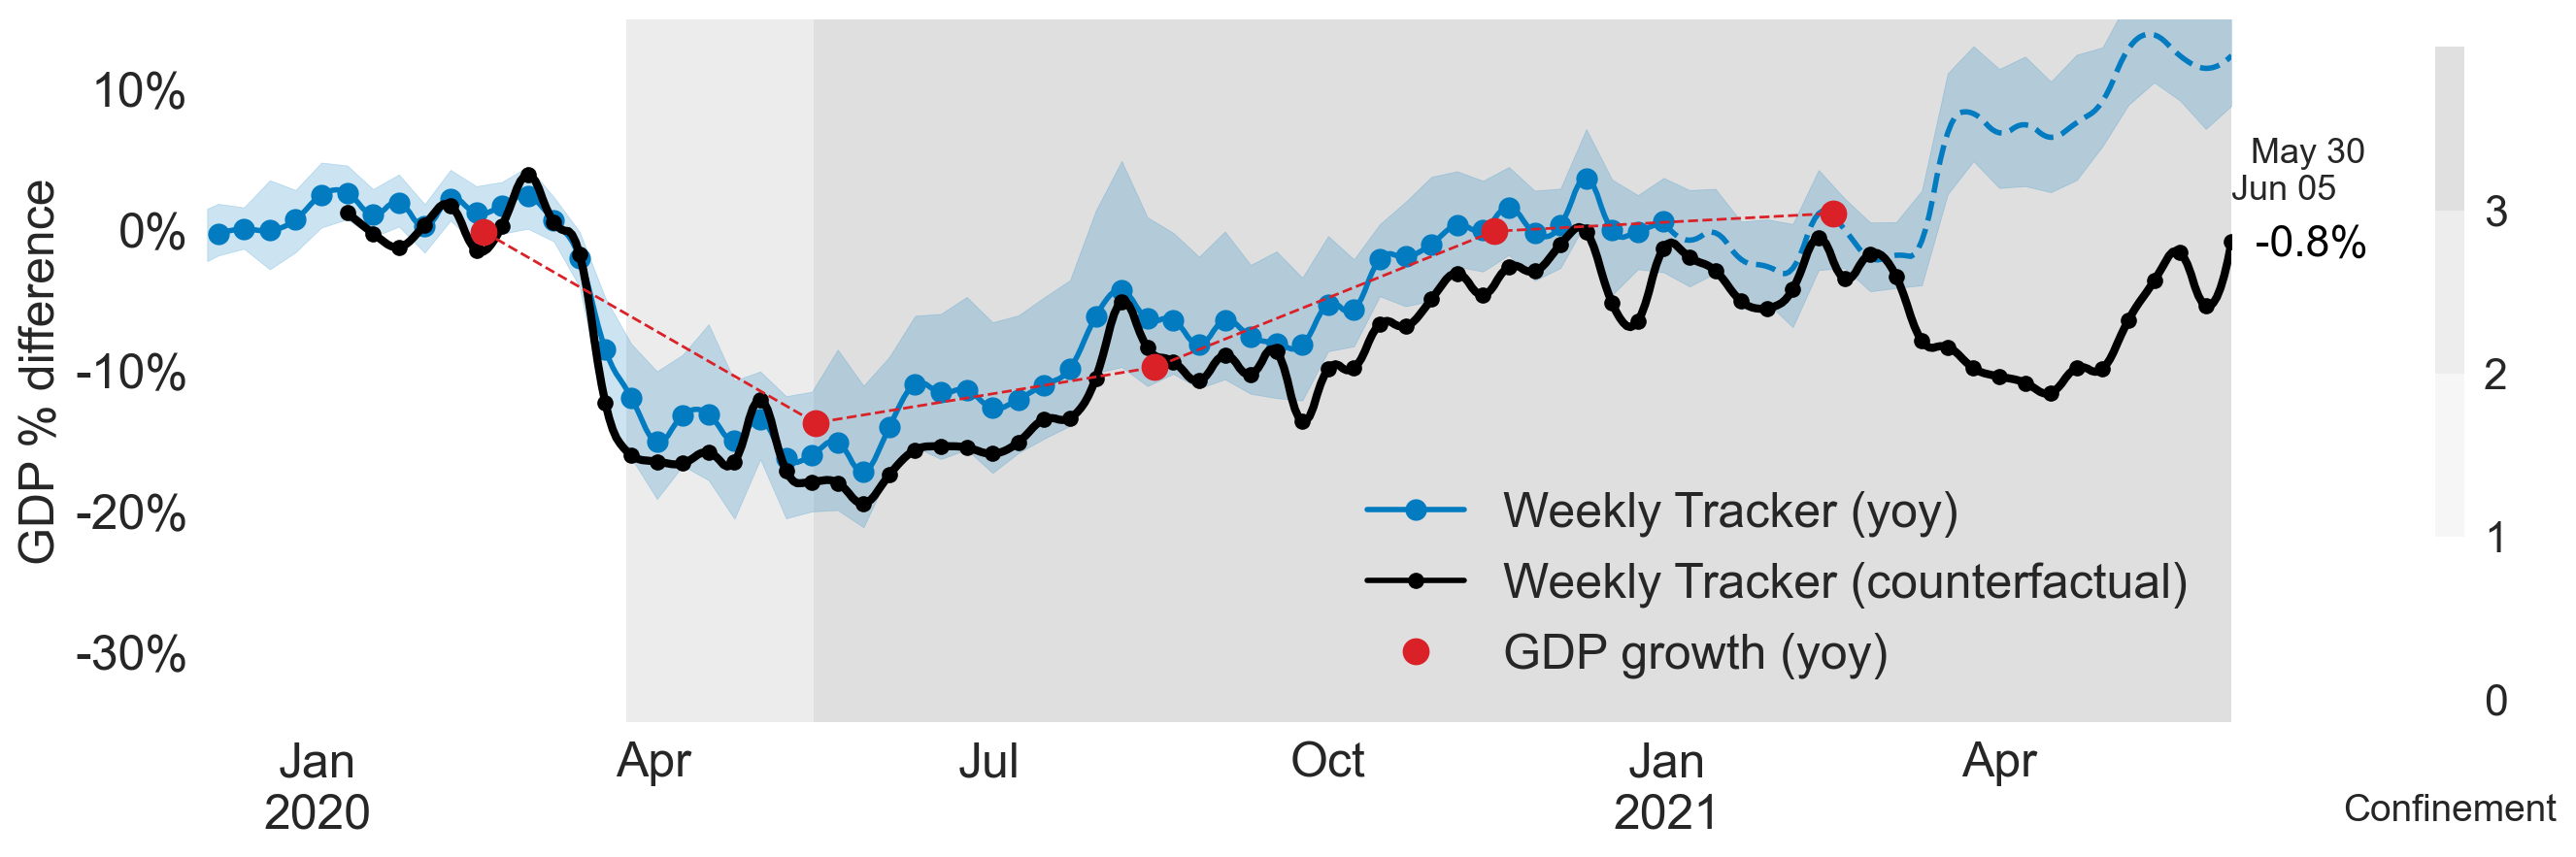 GDP % difference
10%
0%
-10%
-20%
-30%
Jan
2020
Apr
Jul
Oct
Jan
2021
Apr
Weekly Tracker (yoy)
Weekly Tracker (counterfactual)
GDP growth (yoy)
May 30
Jun 05
-0.8%
3
2
1
0
Confinement